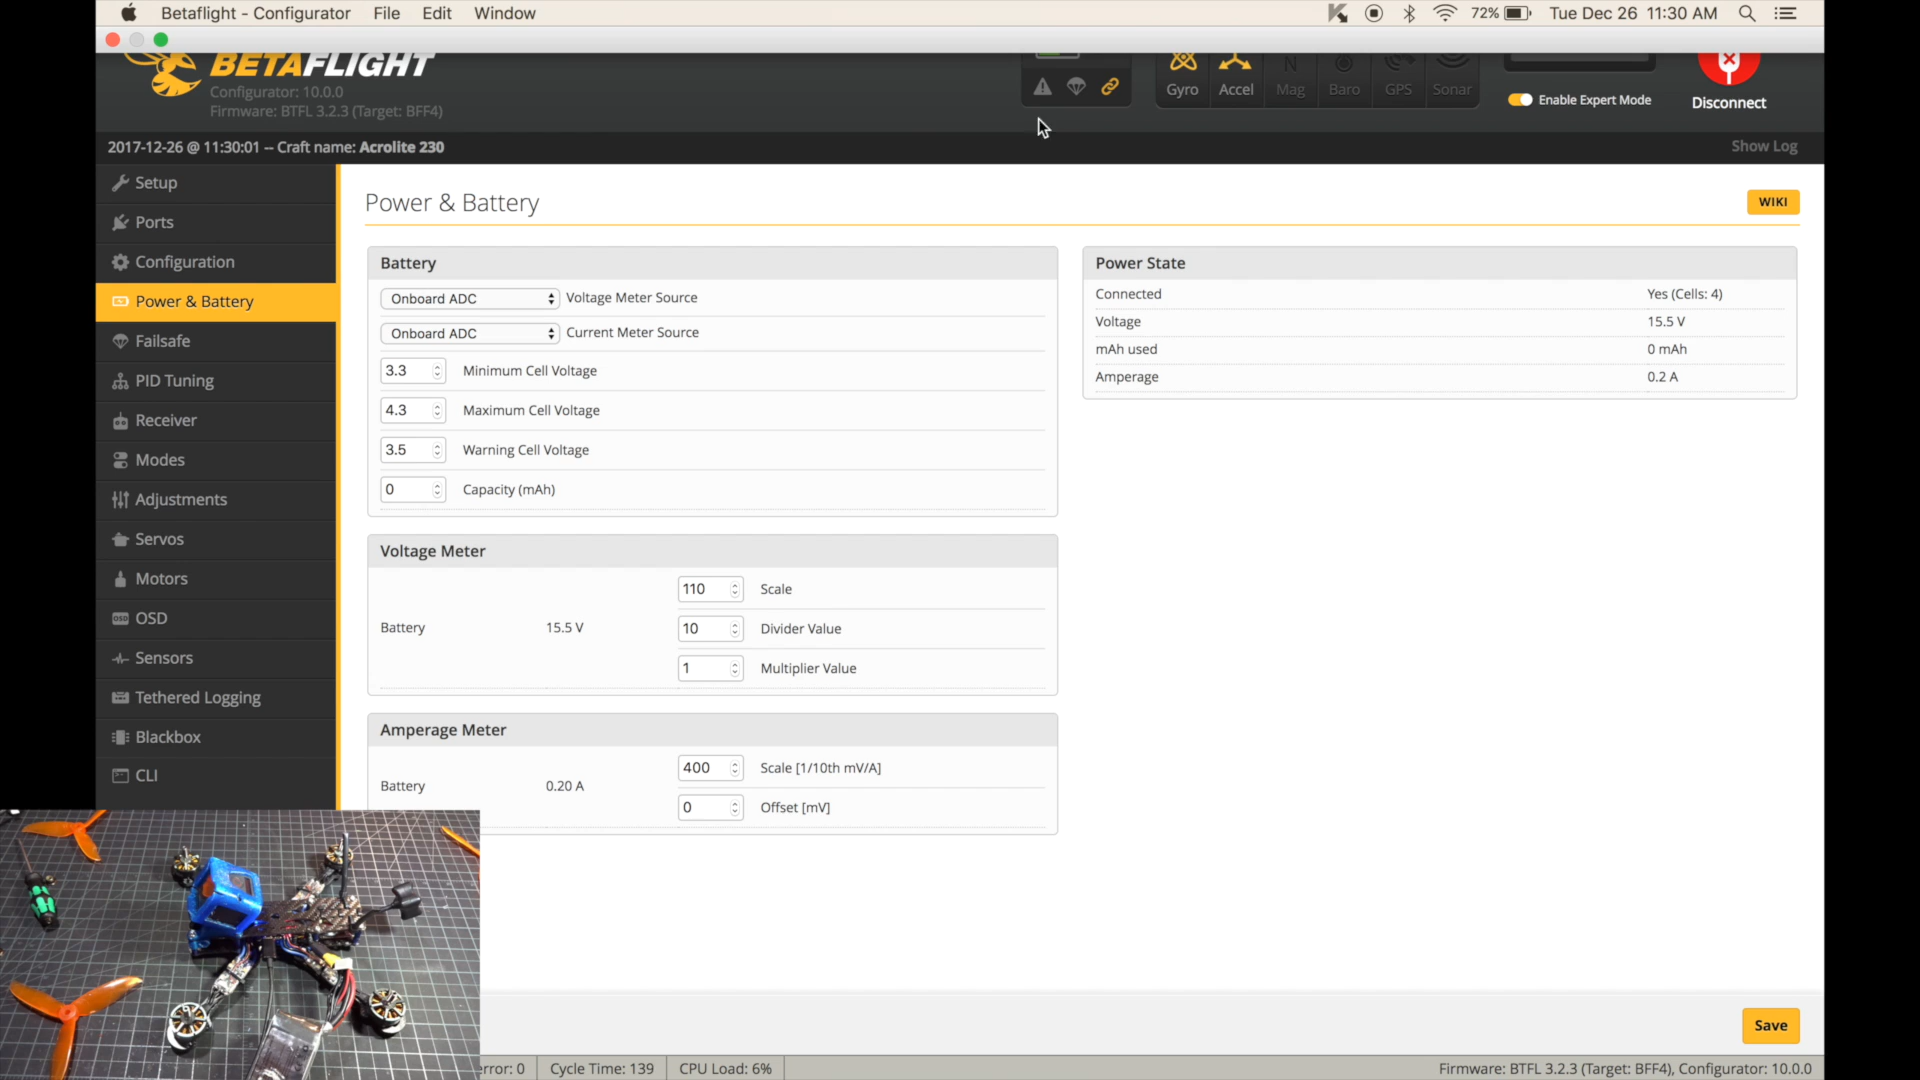 Betaflight - Configurator File Edit Window 72% Tue Dec 26 11:30 AM
BETAFLIGHT
Configurator: 10.0.0
Firmware: BTFL 3.2.3 (Target: BFF4)
Gyro Accel Mag Baro GPS Sonar
Enable Expert Mode
Disconnect
2017-12-26 @ 11:30:01 -- Craft name: Acrolite 230
Show Log
Setup
Ports
Configuration
Power & Battery
Failsafe
PID Tuning
Receiver
Modes
Adjustments
Servos
Motors
OSD
Sensors
Tethered Logging
Blackbox
CLI
Power & Battery
WIKI
Battery
Onboard ADC Voltage Meter Source
Onboard ADC Current Meter Source
3.3 Minimum Cell Voltage
4.3 Maximum Cell Voltage
3.5 Warning Cell Voltage
0 Capacity (mAh)
Power State
Connected Yes (Cells: 4)
Voltage 15.5 V
mAh used 0 mAh
Amperage 0.2 A
Voltage Meter
110 Scale
Battery 15.5 V 10 Divider Value
1 Multiplier Value
Amperage Meter
400 Scale [1/10th mV/A]
Battery 0.20 A
0 Offset [mV]
Save
error: 0 Cycle Time: 139 CPU Load: 6% Firmware: BTFL 3.2.3 (Target: BFF4), Configurator: 10.0.0